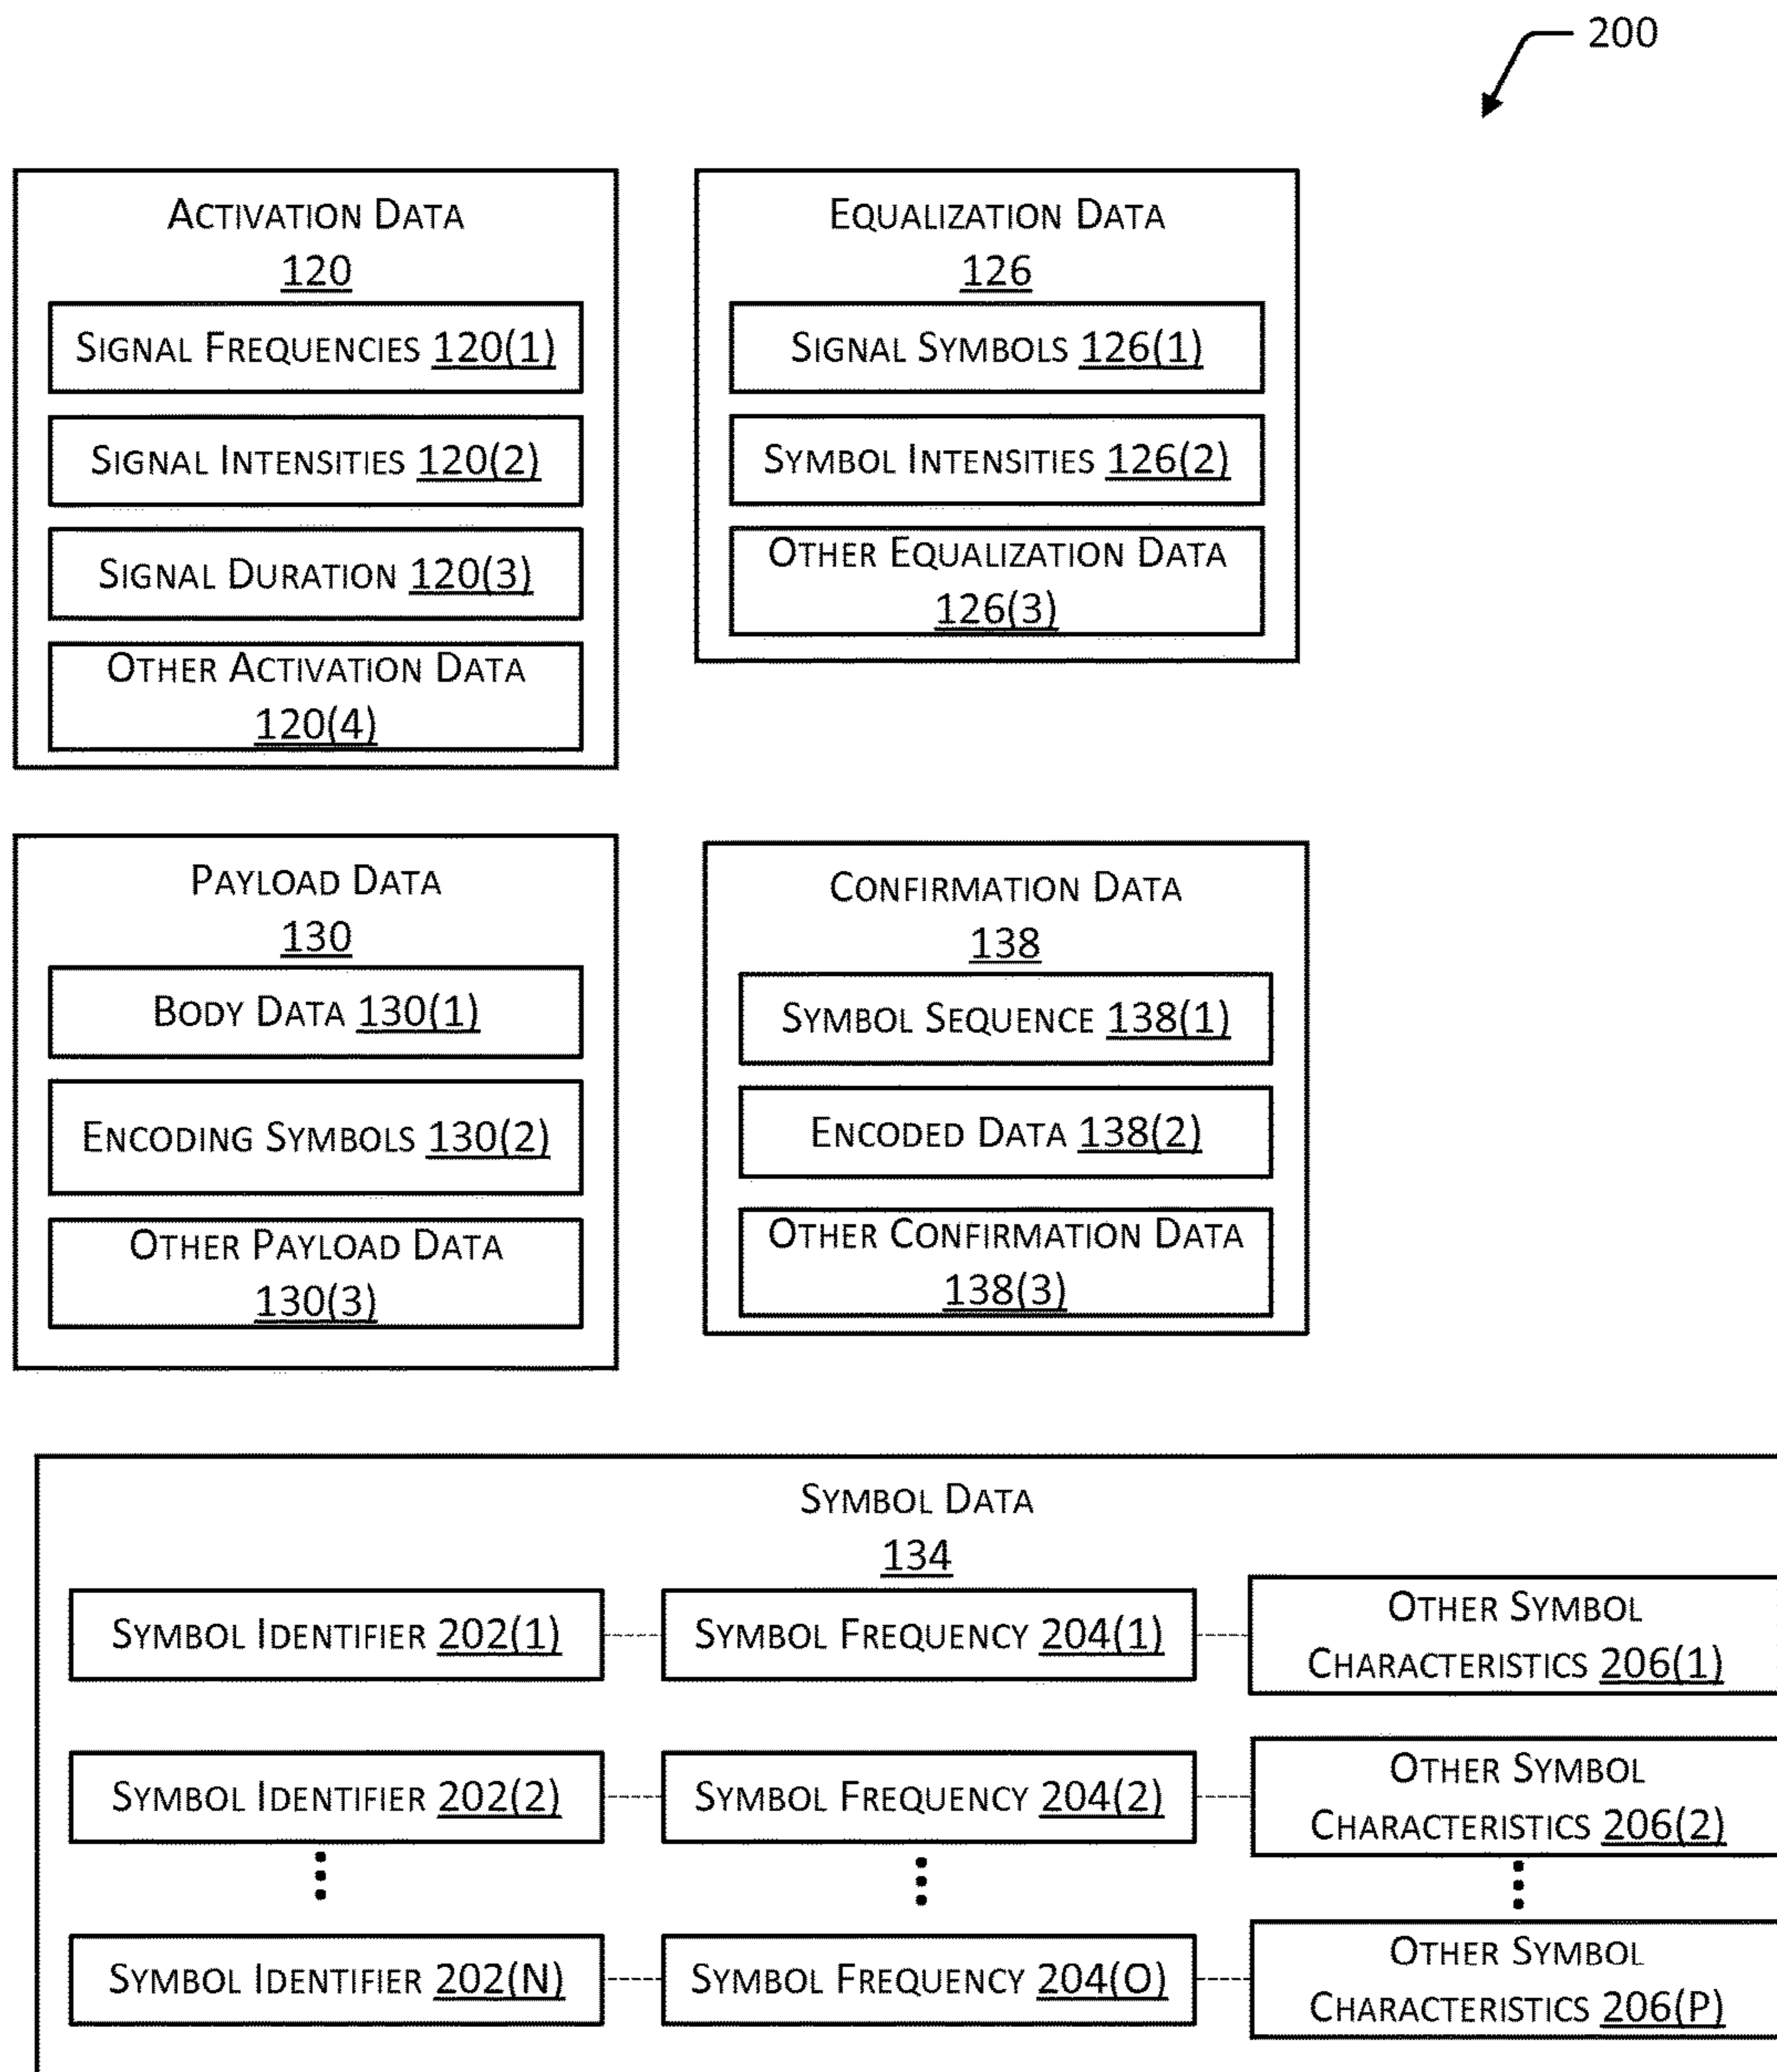 200
ACTIVATION DATA
120
SIGNAL FREQUENCIES 120(1)
SIGNAL INTENSITIES 120(2)
SIGNAL DURATION 120(3)
OTHER ACTIVATION DATA
120(4)
EQUALIZATION DATA
126
SIGNAL SYMBOLS 126(1)
SYMBOL INTENSITIES 126(2)
OTHER EQUALIZATION DATA
126(3)
PAYLOAD DATA
130
BODY DATA 130(1)
ENCODING SYMBOLS 130(2)
OTHER PAYLOAD DATA
130(3)
CONFIRMATION DATA
138
SYMBOL SEQUENCE 138(1)
ENCODED DATA 138(2)
OTHER CONFIRMATION DATA
138(3)
SYMBOL DATA
134
SYMBOL IDENTIFIER 202(1)
SYMBOL FREQUENCY 204(1)
OTHER SYMBOL
CHARACTERISTICS 206(1)
SYMBOL IDENTIFIER 202(2)
SYMBOL FREQUENCY 204(2)
OTHER SYMBOL
CHARACTERISTICS 206(2)
SYMBOL IDENTIFIER 202(N)
SYMBOL FREQUENCY 204(O)
OTHER SYMBOL
CHARACTERISTICS 206(P)